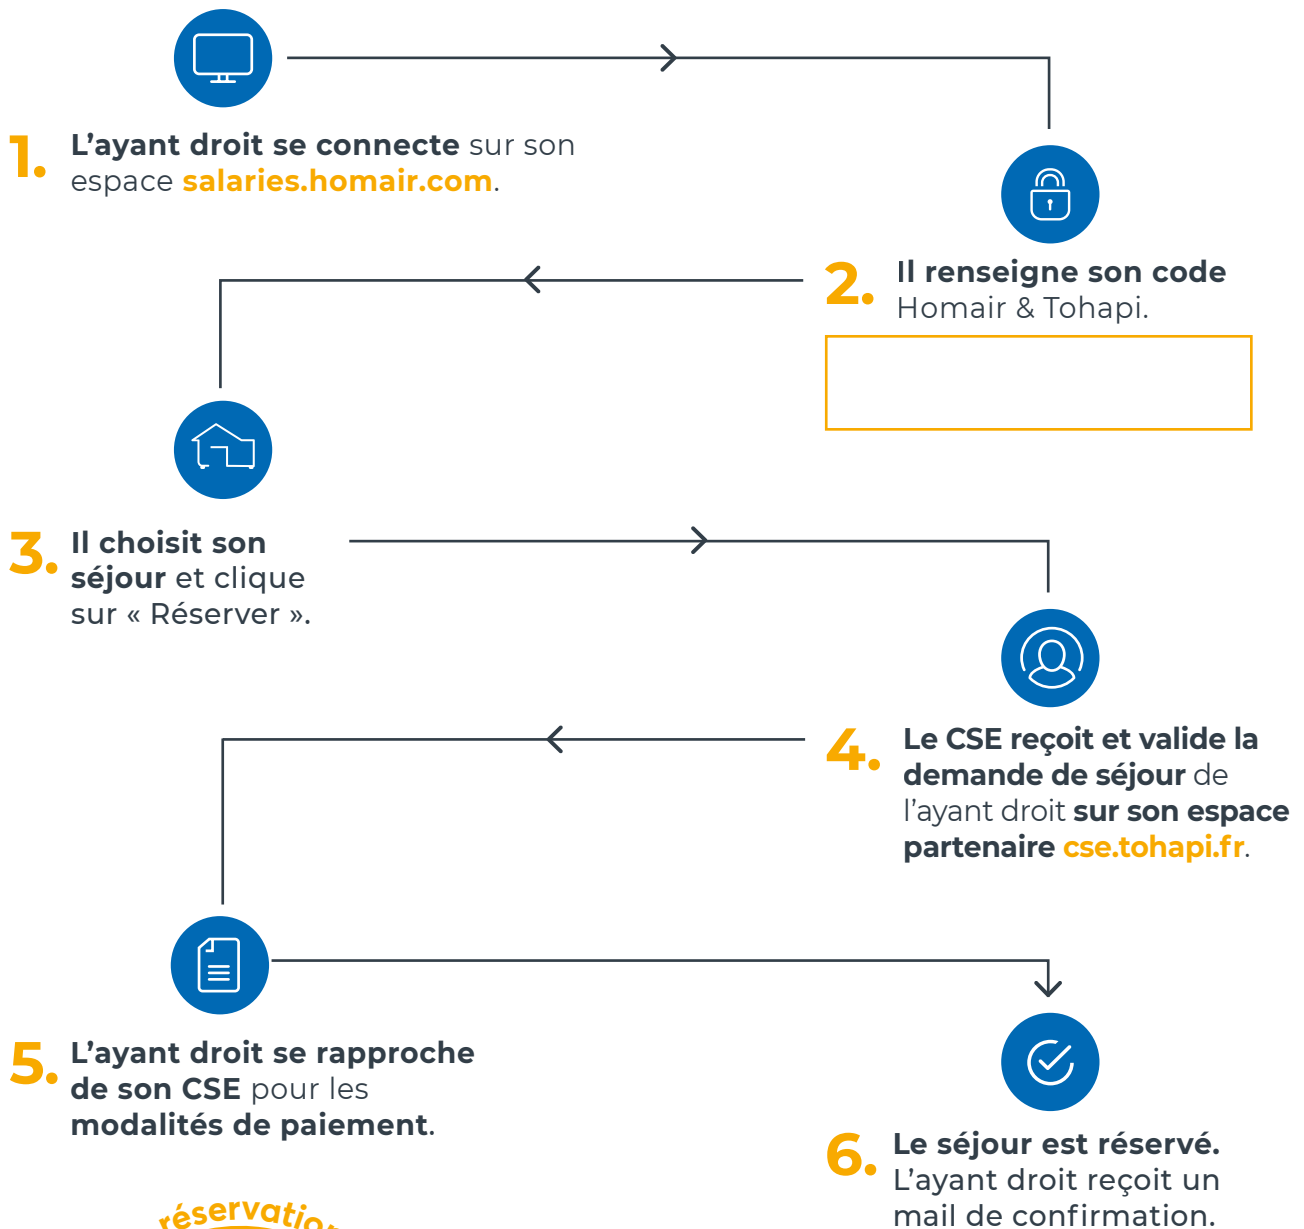 1. L’ayant droit se connecte sur son
espace salaries.homair.com.
2. Il renseigne son code
Homair & Tohapi.
3. Il choisit son
séjour et clique
sur « Réserver ».
4. Le CSE reçoit et valide la
demande de séjour de
l’ayant droit sur son espace
partenaire cse.tohapi.fr.
5. L’ayant droit se rapproche
de son CSE pour les
modalités de paiement.
6. Le séjour est réservé.
L’ayant droit reçoit un
mail de confirmation.